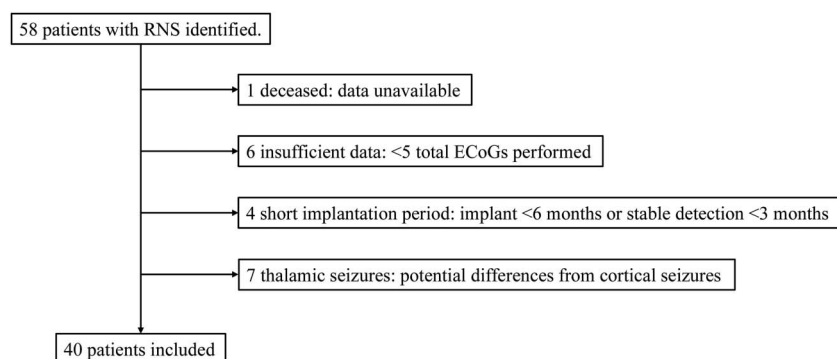 58 patients with RNS identified.
1 deceased: data unavailable
6 insufficient data: <5 total ECoGs performed
4 short implantation period: implant <6 months or stable detection <3 months
7 thalamic seizures: potential differences from cortical seizures
40 patients included